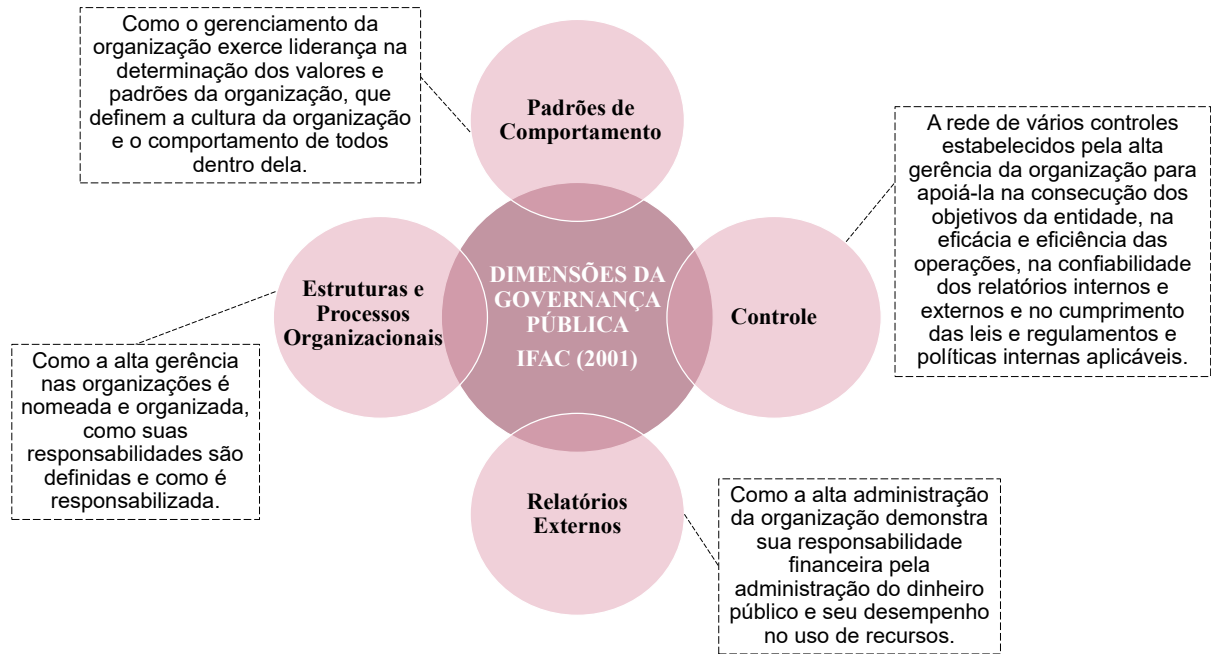 Como o gerenciamento da
organização exerce liderança na
determinação dos valores e
padrões da organização, que
definem a cultura da organização
e o comportamento de todos
dentro dela.
Padrões de
Comportamento
A rede de vários controles
estabelecidos pela alta
gerência da organização para
apoiá-la na consecução dos
objetivos da entidade, na
eficácia e eficiência das
operações, na confiabilidade
dos relatórios internos e
externos e no cumprimento
das leis e regulamentos e
políticas internas aplicáveis.
Estruturas e
Processos
Organizacionais
DIMENSÕES DA
GOVERNANÇA
PÚBLICA
IFAC (2001)
Controle
Como a alta gerência
nas organizações é
nomeada e organizada,
como suas
responsabilidades são
definidas e como é
responsabilizada.
Relatórios
Externos
Como a alta administração
da organização demonstra
sua responsabilidade
financeira pela
administração do dinheiro
público e seu desempenho
no uso de recursos.